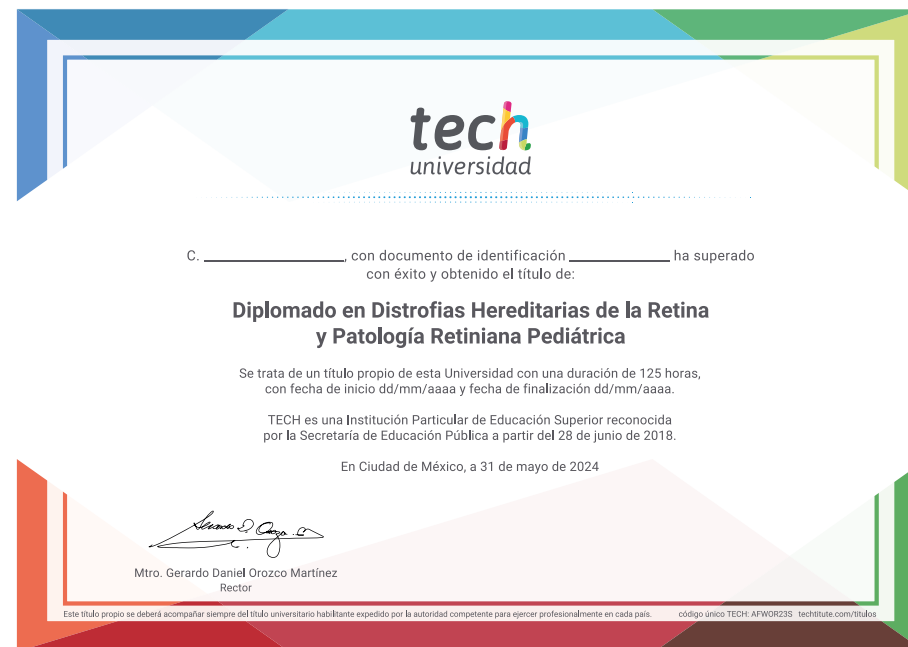 tech
universidad
C. ____________________, con documento de identificación ______________ ha superado
con éxito y obtenido el título de:
Diplomado en Distrofias Hereditarias de la Retina
y Patología Retiniana Pediátrica
Se trata de un título propio de esta Universidad con una duración de 125 horas,
con fecha de inicio dd/mm/aaaa y fecha de finalización dd/mm/aaaa.
TECH es una Institución Particular de Educación Superior reconocida
por la Secretaría de Educación Pública a partir del 28 de junio de 2018.
En Ciudad de México, a 31 de mayo de 2024
Mtro. Gerardo Daniel Orozco Martínez
Rector
Este título propio se deberá acompañar siempre del título universitario habilitante expedido por la autoridad competente para ejercer profesionalmente en cada país. código único TECH: AFWOR23S techtitute.com/titulos